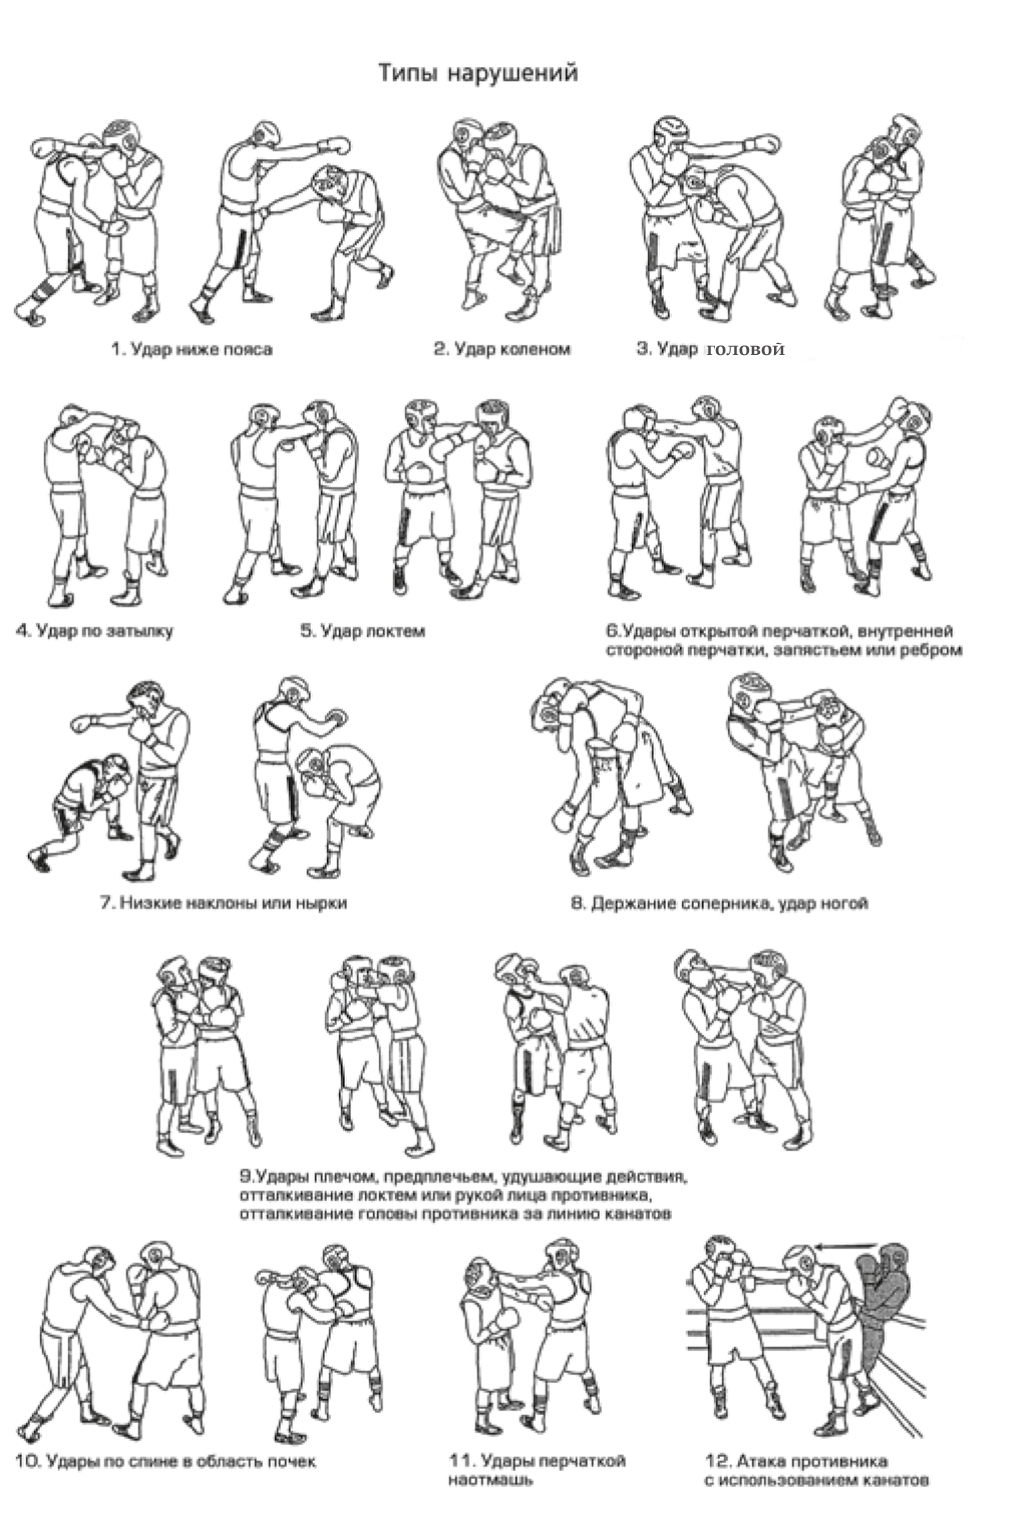 Типы нарушений
1. Удар ниже пояса
2. Удар коленом
3. Удар головой
4. Удар по затылку
5. Удар локтем
6.Удары открытой перчаткой, внутренней
стороной перчатки, запястьем или ребром
7. Низкие наклоны или нырки
8. Держание соперника, удар ногой
9.Удары плечом, предплечьем, удушающие действия,
отталкивание локтем или рукой лица противника,
отталкивание головы противника за линию канатов
10. Удары по спине в область почек
11. Удары перчаткой
наотмашь
12. Атака противника
с использованием канатов